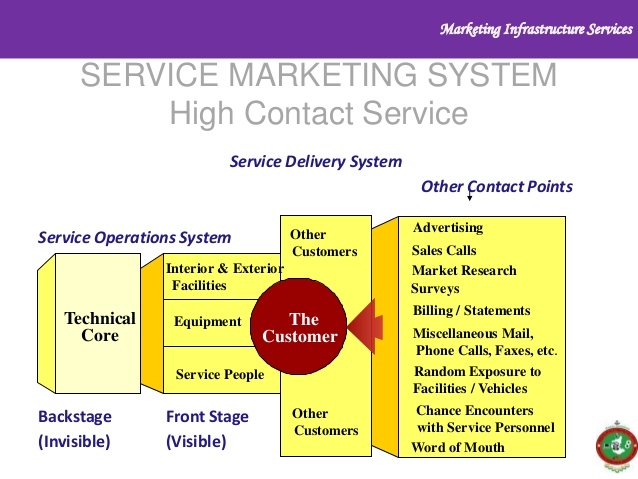 Marketing Infrastructure Services
SERVICE MARKETING SYSTEM
High Contact Service
Service Delivery System
Other Contact Points
Service Operations System
Technical
Core
Interior & Exterior
Facilities
Equipment
Service People
Other
Customers
The
Customer
Other
Customers
Advertising
Sales Calls
Market Research
Surveys
Billing / Statements
Miscellaneous Mail,
Phone Calls, Faxes, etc.
Random Exposure to
Facilities / Vehicles
Chance Encounters
with Service Personnel
Word of Mouth
Backstage
(Invisible)
Front Stage
(Visible)